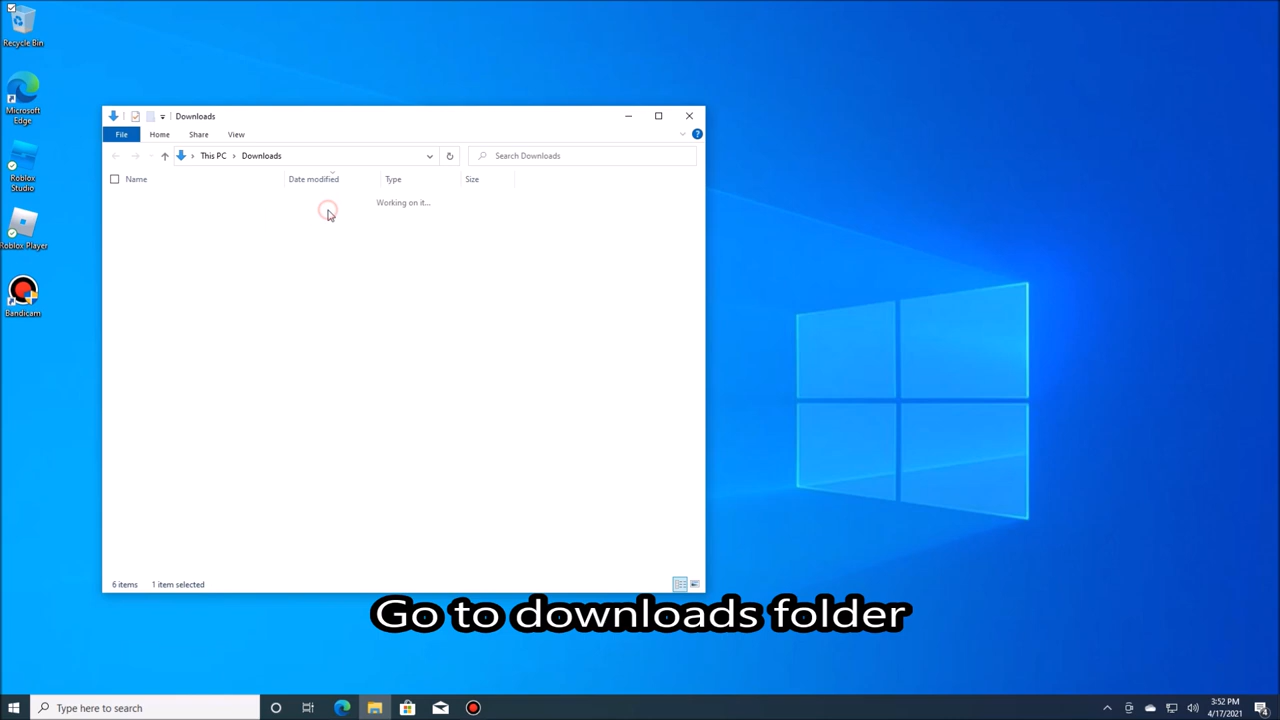 Recycle Bin
Microsoft
Edge
Roblox
Studio
Roblox Player
Bandicam
Downloads
File Home Share View
This PC Downloads
Search Downloads
Name Date modified Type Size
Working on it...
6 items 1 item selected
Go to downloads folder
Type here to search
3:52 PM
4/17/2021
4